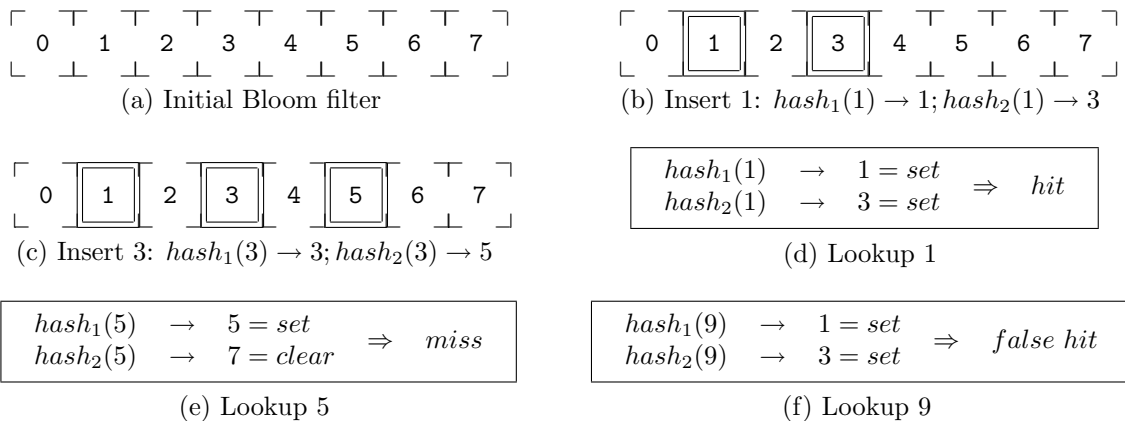 0 1 2 3 4 5 6 7
(a) Initial Bloom filter
0 1 2 3 4 5 6 7
(b) Insert 1: hash₁(1) → 1; hash₂(1) → 3
0 1 2 3 4 5 6 7
(c) Insert 3: hash₁(3) → 3; hash₂(3) → 5
hash₁(1) → 1 = set
hash₂(1) → 3 = set
⇒ hit
(d) Lookup 1
hash₁(5) → 5 = set
hash₂(5) → 7 = clear
⇒ miss
(e) Lookup 5
hash₁(9) → 1 = set
hash₂(9) → 3 = set
⇒ false hit
(f) Lookup 9